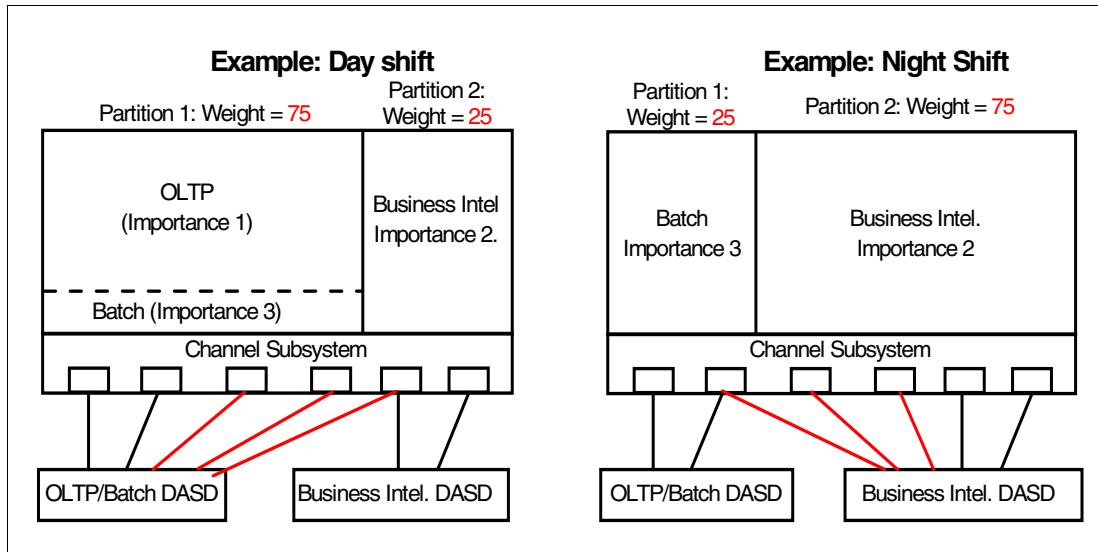 Example: Day shift
Partition 1: Weight = 75
Partition 2:
Weight = 25
OLTP
(Importance 1)
Batch (Importance 3)
Business Intel
Importance 2.
Channel Subsystem
OLTP/Batch DASD
Business Intel. DASD
Example: Night Shift
Partition 1:
Weight = 25
Partition 2: Weight = 75
Batch
Importance 3
Business Intel.
Importance 2
Channel Subsystem
OLTP/Batch DASD
Business Intel. DASD